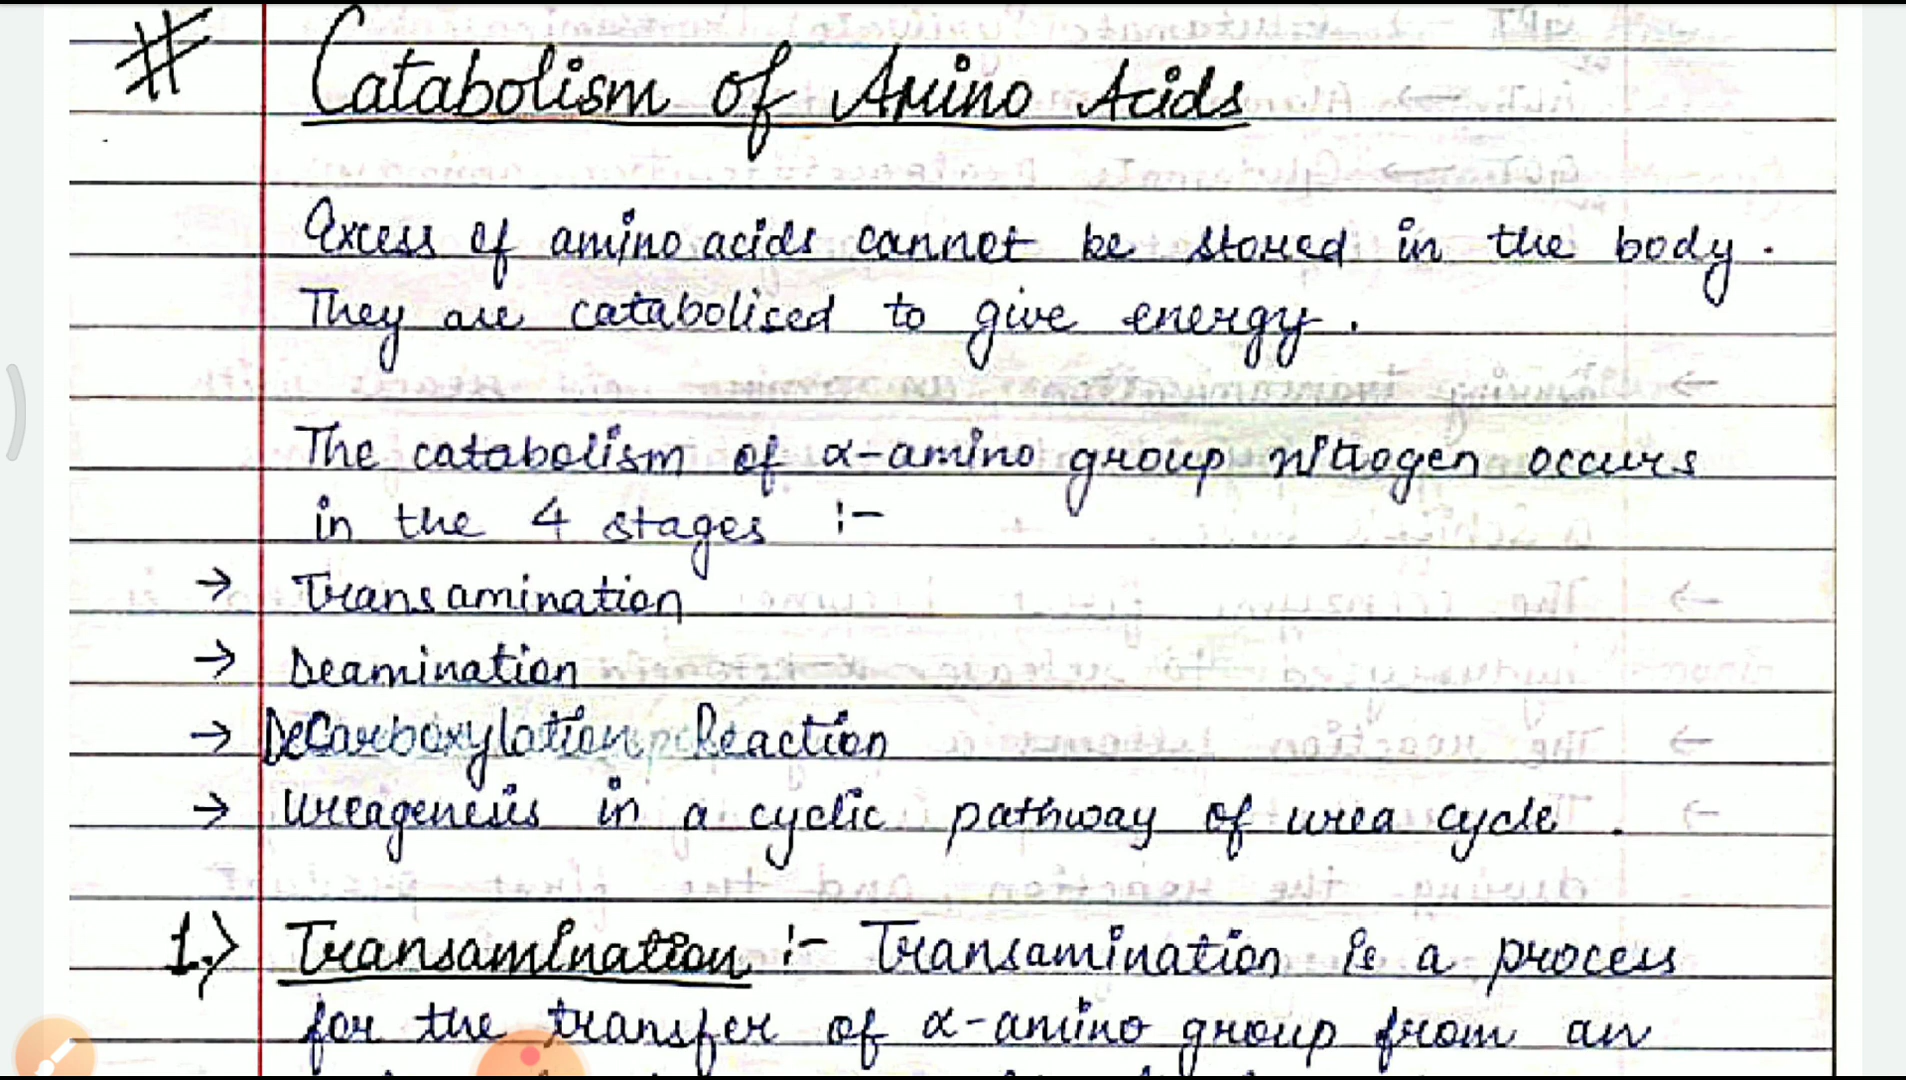 # Catabolism of Amino Acids
Excess of amino acids cannot be stored in the body.
They are catabolised to give energy.
The catabolism of α-amino group nitrogen occurs
in the 4 stages :-
→ Transamination
→ Deamination
→ Decarboxylation Reaction
→ Ureagenesis in a cyclic pathway of urea cycle.
1.) Transamination :- Transamination is a process
for the transfer of α-amino group from an